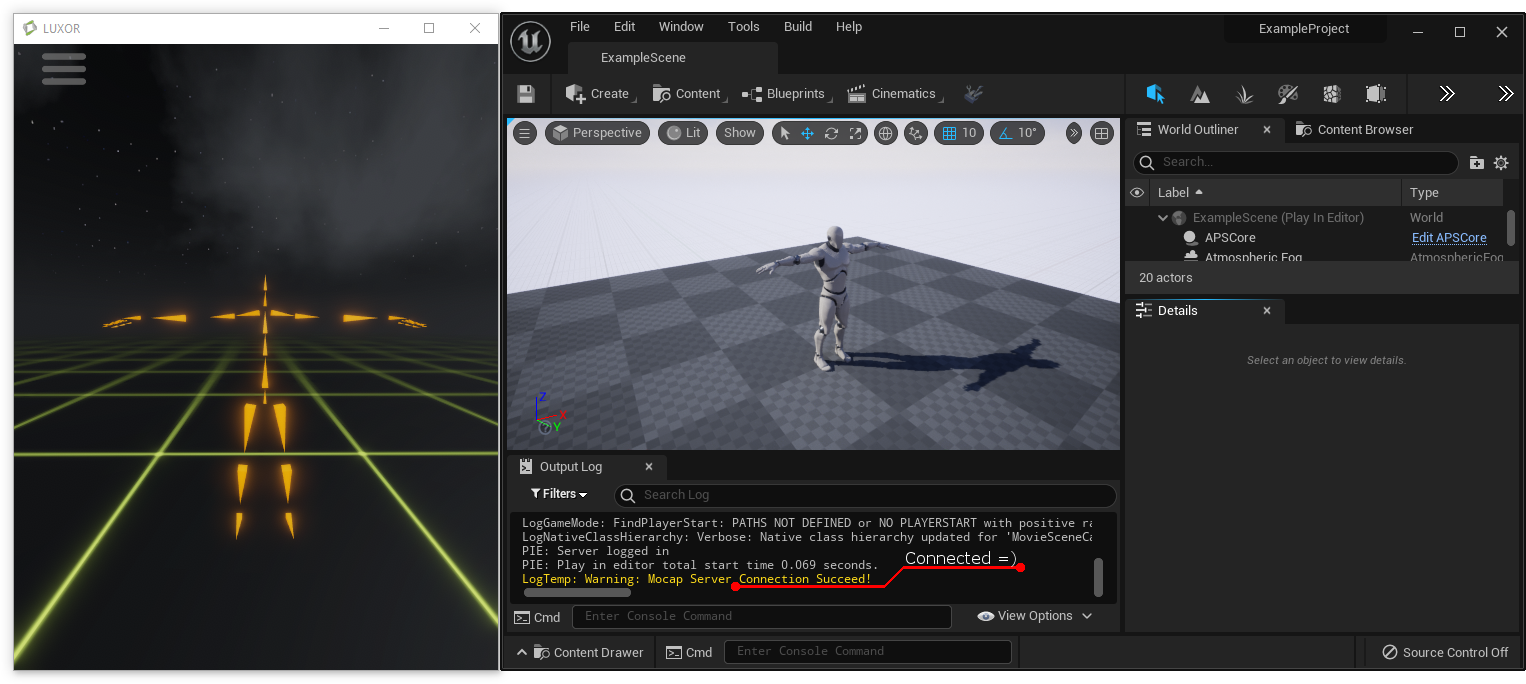 LUXOR
File Edit Window Tools Build Help
ExampleProject
ExampleScene
Create Content Blueprints Cinematics
Perspective Lit Show 10 10°
World Outliner Content Browser
Search...
Label Type
ExampleScene (Play In Editor) World
APSCore Edit APSCore
Atmospheric Fog AtmosphericFog
20 actors
Details
Select an object to view details.
Z
X
Y
Output Log
Filters Search Log
LogGameMode: FindPlayerStart: PATHS NOT DEFINED or NO PLAYERSTART with positive ra
LogNativeClassHierarchy: Verbose: Native class hierarchy updated for 'MovieSceneCa
PIE: Server logged in
PIE: Play in editor total start time 0.069 seconds.
Connected =)
LogTemp: Warning: Mocap Server Connection Succeed!
Cmd Enter Console Command View Options
Content Drawer Cmd Enter Console Command Source Control Off